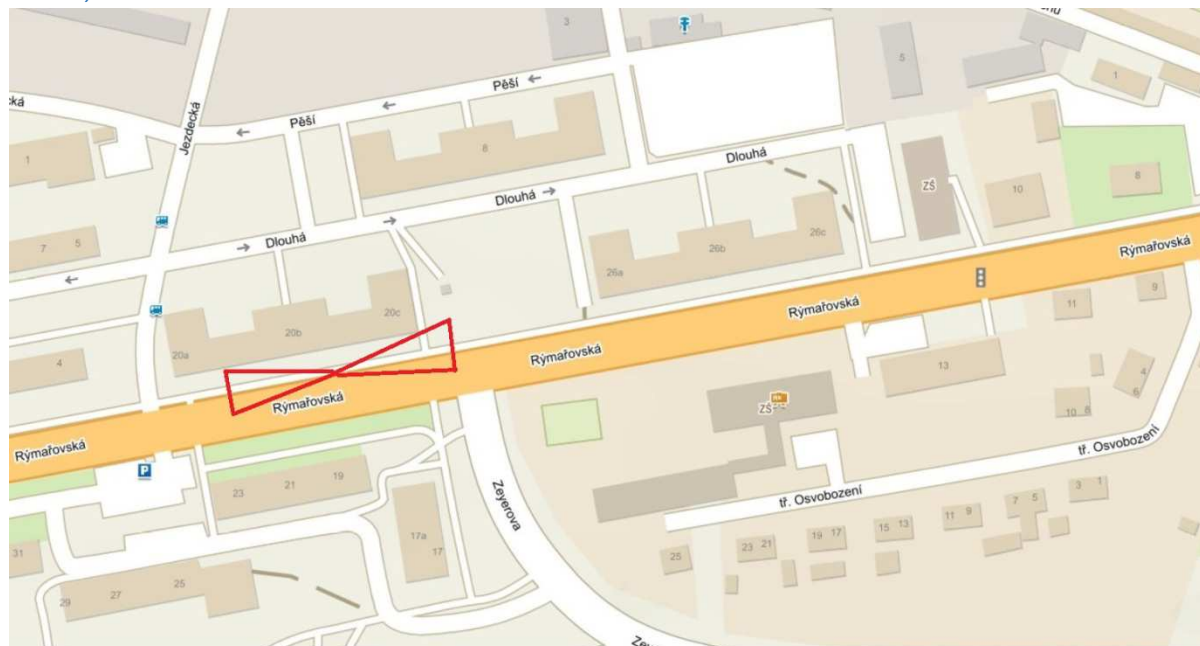 3
5
1
Pěší
Pěší
Jezdecká
cká
1
8
Dlouhá
ZŠ
8
10
Dlouhá
7 5
Dlouhá
26c
26b
26a
Rýmařovská
20c
20b
20a
Rýmařovská
11
9
4
Rýmařovská
13
4
6
Rýmařovská
ZŠ
10 8
Rýmařovská
P
23 21 19
tř. Osvobození
Zeyerova
tř. Osvobození
3 1
7 5
11 9
15 13
19 17
23 21
25
17a
17
31
29 27 25